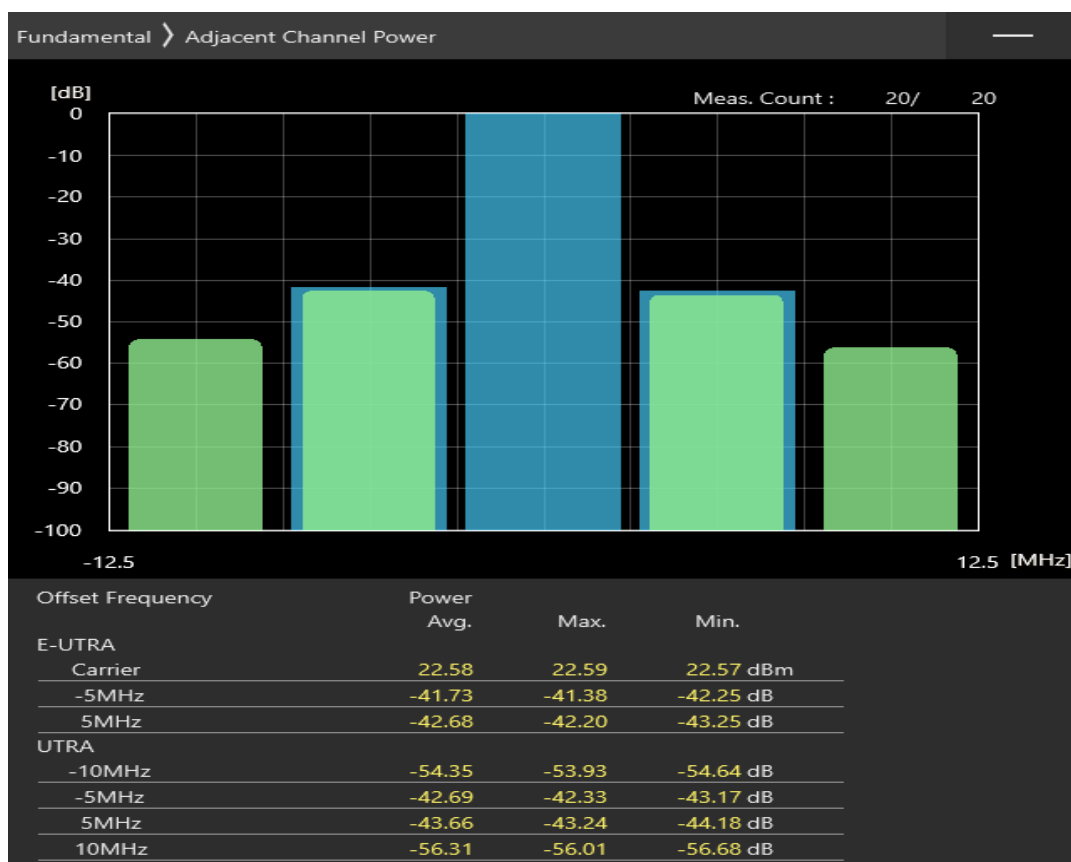 Fundamental 〉 Adjacent Channel Power
[dB]
Meas. Count : 20/ 20
0
-10
-20
-30
-40
-50
-60
-70
-80
-90
-100
-12.5 12.5 [MHz]
Offset Frequency Power
Avg. Max. Min.
E-UTRA
Carrier 22.58 22.59 22.57 dBm
-5MHz -41.73 -41.38 -42.25 dB
5MHz -42.68 -42.20 -43.25 dB
UTRA
-10MHz -54.35 -53.93 -54.64 dB
-5MHz -42.69 -42.33 -43.17 dB
5MHz -43.66 -43.24 -44.18 dB
10MHz -56.31 -56.01 -56.68 dB